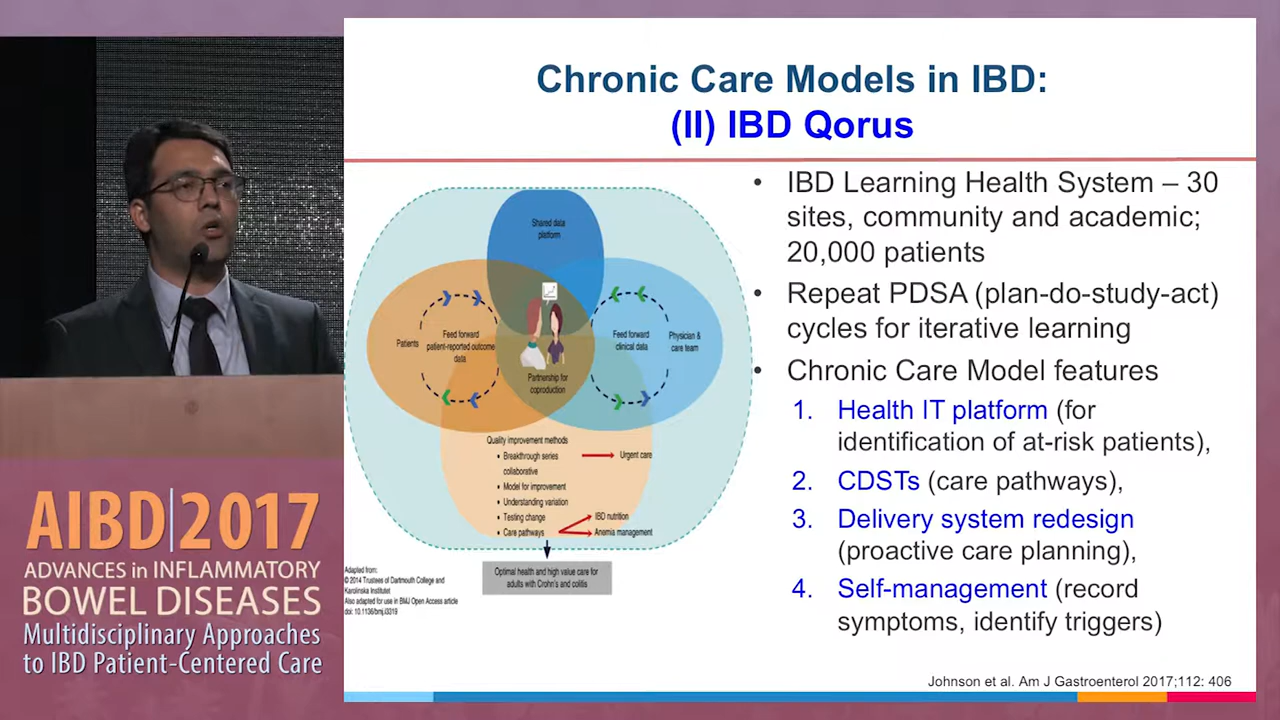 Chronic Care Models in IBD:
(II) IBD Qorus
Shared data
platform
Patients
Feed forward
patient-reported outcome
data
Feed forward
clinical data
Physician &
care team
Partnership for
coproduction
Quality improvement methods
• Breakthrough series
collaborative
• Model for improvement
• Understanding variation
• Testing change
• Care pathways
Urgent care
IBD nutrition
Anemia management
Optimal health and high value care for
adults with Crohn's and colitis
Adapted from:
© 2014 Trustees of Dartmouth College and
Karolinska Institutet
Also adapted for use in BMJ Open Access article
doi: 10.1136/bmj.l3319
• IBD Learning Health System – 30
sites, community and academic;
20,000 patients
• Repeat PDSA (plan-do-study-act)
cycles for iterative learning
• Chronic Care Model features
1. Health IT platform (for
identification of at-risk patients),
2. CDSTs (care pathways),
3. Delivery system redesign
(proactive care planning),
4. Self-management (record
symptoms, identify triggers)
Johnson et al. Am J Gastroenterol 2017;112: 406
AIBD|2017
ADVANCES in INFLAMMATORY
BOWEL DISEASES
Multidisciplinary Approaches
to IBD Patient-Centered Care